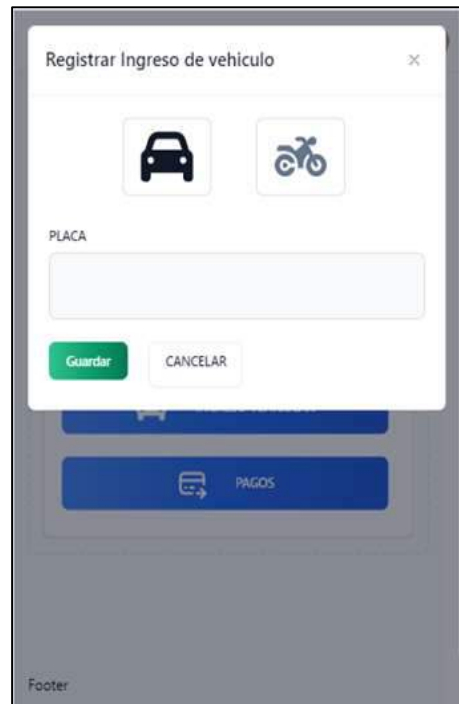 Registrar Ingreso de vehiculo
PLACA
Guardar
CANCELAR
PAGOS
Footer